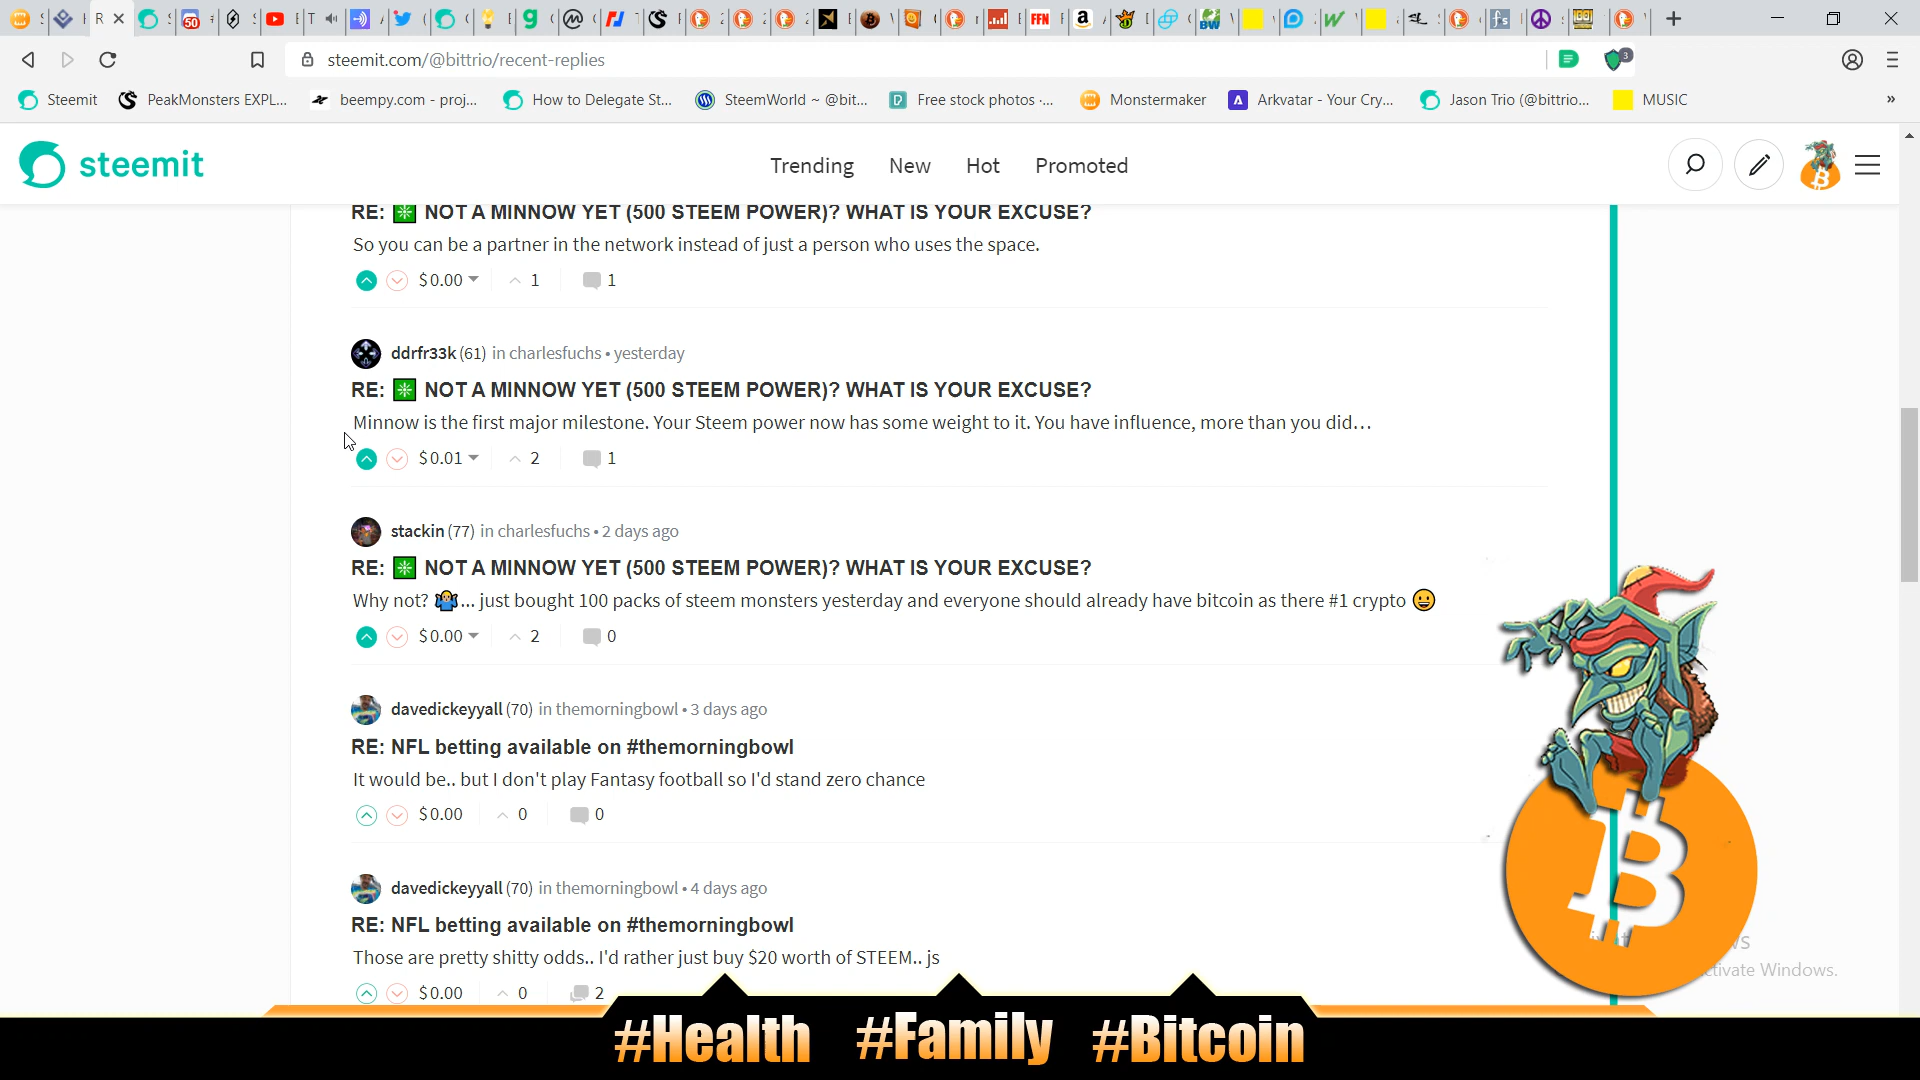 steemit.com/@bittrio/recent-replies
3
Steemit PeakMonsters EXPL... beempy.com - proj... How to Delegate St... SteemWorld ~ @bit... Free stock photos ·... Monstermaker Arkvatar - Your Cry... Jason Trio (@bittrio... MUSIC »
steemit Trending New Hot Promoted
RE: NOT A MINNOW YET (500 STEEM POWER)? WHAT IS YOUR EXCUSE?
So you can be a partner in the network instead of just a person who uses the space.
$0.00 1 1
ddrfr33k (61) in charlesfuchs • yesterday
RE: NOT A MINNOW YET (500 STEEM POWER)? WHAT IS YOUR EXCUSE?
Minnow is the first major milestone. Your Steem power now has some weight to it. You have influence, more than you did...
$0.01 2 1
stackin (77) in charlesfuchs • 2 days ago
RE: NOT A MINNOW YET (500 STEEM POWER)? WHAT IS YOUR EXCUSE?
Why not? ... just bought 100 packs of steem monsters yesterday and everyone should already have bitcoin as there #1 crypto
$0.00 2 0
davedickeyyall (70) in themorningbowl • 3 days ago
RE: NFL betting available on #themorningbowl
It would be.. but I don't play Fantasy football so I'd stand zero chance
$0.00 0 0
davedickeyyall (70) in themorningbowl • 4 days ago
RE: NFL betting available on #themorningbowl
Those are pretty shitty odds.. I'd rather just buy $20 worth of STEEM.. js
$0.00 0 2
Windows.
#Health #Family #Bitcoin